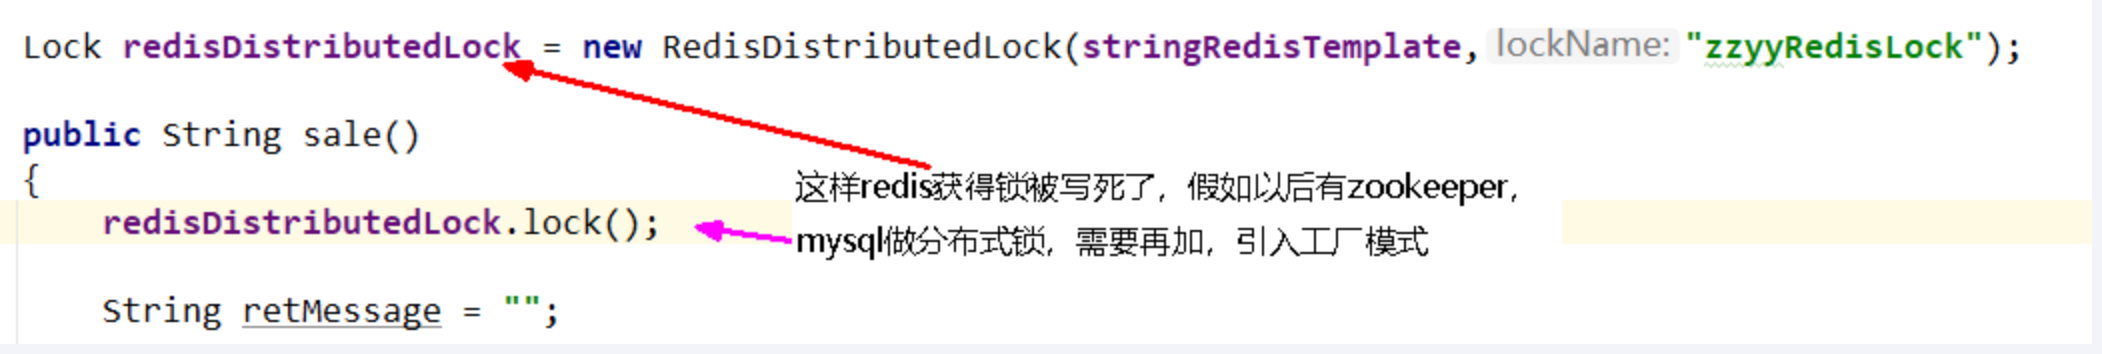 Lock redisDistributedLock = new RedisDistributedLock(stringRedisTemplate, lockName: "zzyyRedisLock");
public String sale()
{
这样redis获得锁被写死了，假如以后有zookeeper，
redisDistributedLock.lock();
mysql做分布式锁，需要再加，引入工厂模式
String retMessage = "";